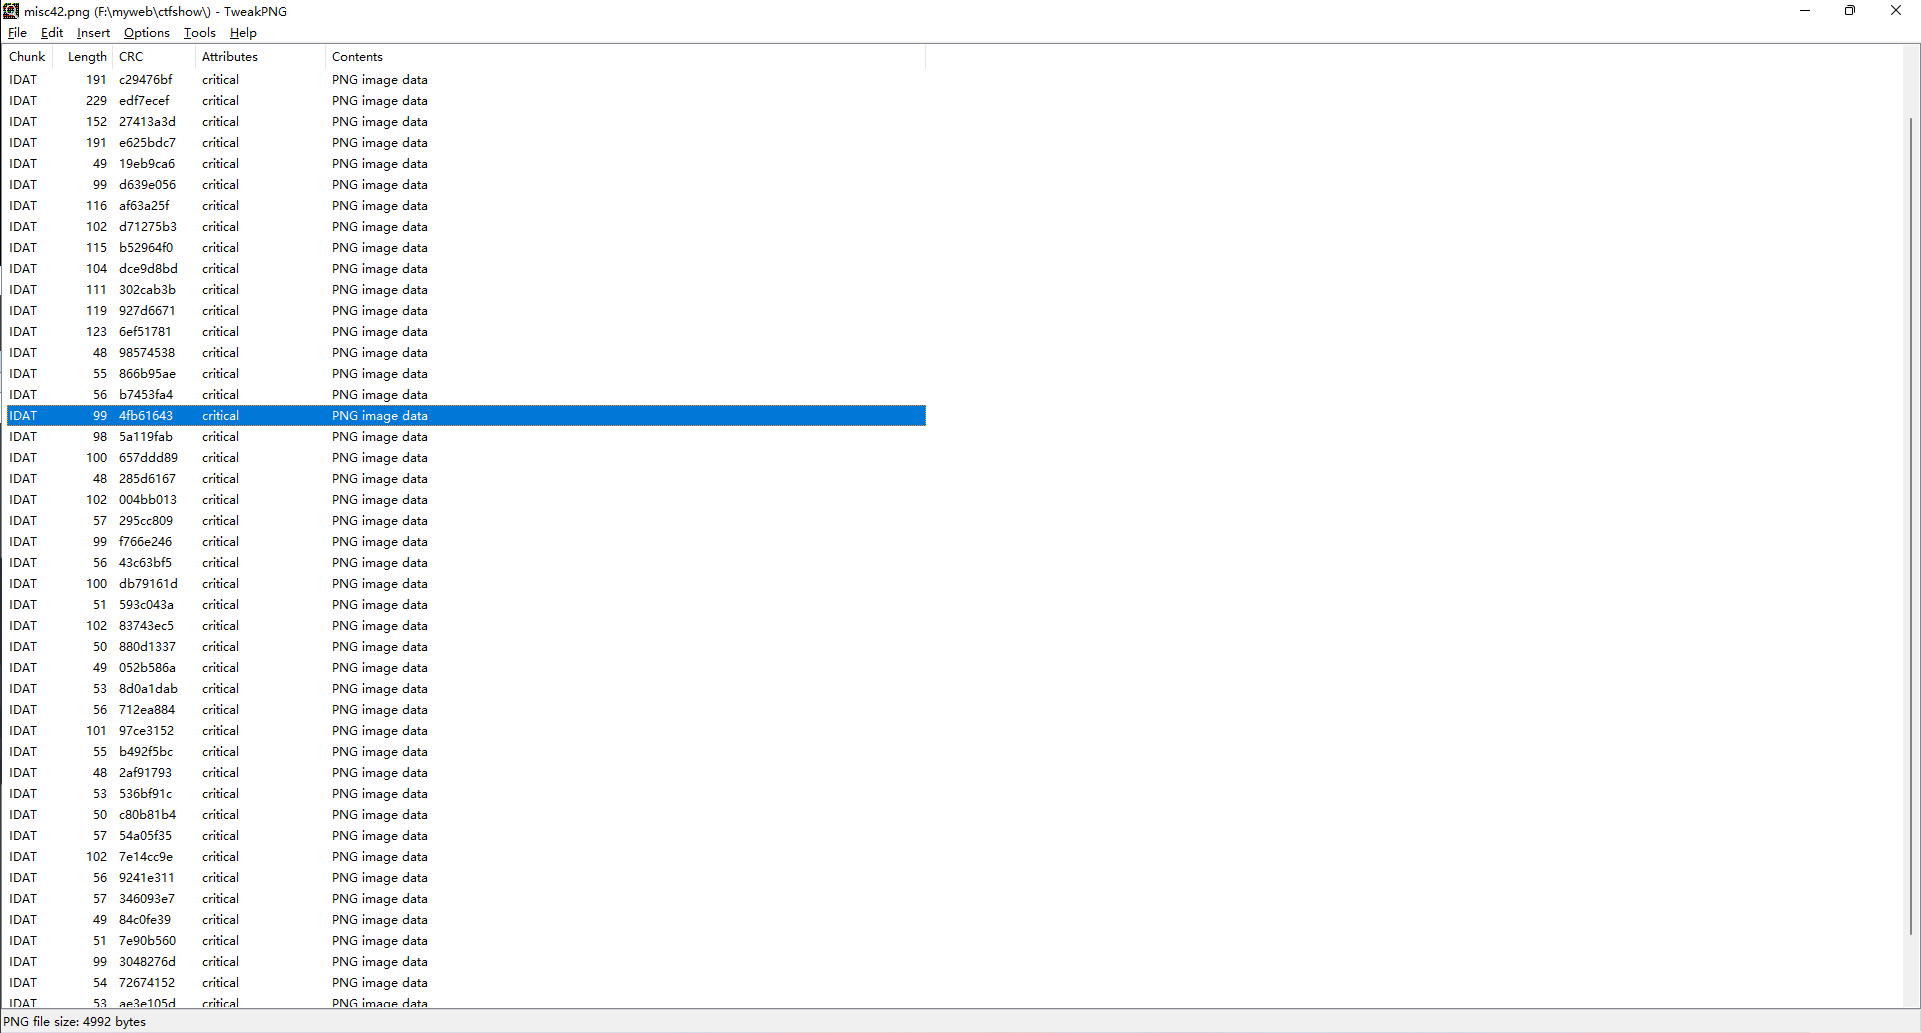 misc42.png (F:\myweb\ctfshow\) - TweakPNG
File Edit Insert Options Tools Help
Chunk Length CRC Attributes Contents
IDAT 191 c29476bf critical PNG image data
IDAT 229 edf7ecef critical PNG image data
IDAT 152 27413a3d critical PNG image data
IDAT 191 e625bdc7 critical PNG image data
IDAT 49 19eb9ca6 critical PNG image data
IDAT 99 d639e056 critical PNG image data
IDAT 116 af63a25f critical PNG image data
IDAT 102 d71275b3 critical PNG image data
IDAT 115 b52964f0 critical PNG image data
IDAT 104 dce9d8bd critical PNG image data
IDAT 111 302cab3b critical PNG image data
IDAT 119 927d6671 critical PNG image data
IDAT 123 6ef51781 critical PNG image data
IDAT 48 98574538 critical PNG image data
IDAT 55 866b95ae critical PNG image data
IDAT 56 b7453fa4 critical PNG image data
IDAT 99 4fb61643 critical PNG image data
IDAT 98 5a119fab critical PNG image data
IDAT 100 657ddd89 critical PNG image data
IDAT 48 285d6167 critical PNG image data
IDAT 102 004bb013 critical PNG image data
IDAT 57 295cc809 critical PNG image data
IDAT 99 f766e246 critical PNG image data
IDAT 56 43c63bf5 critical PNG image data
IDAT 100 db79161d critical PNG image data
IDAT 51 593c043a critical PNG image data
IDAT 102 83743ec5 critical PNG image data
IDAT 50 880d1337 critical PNG image data
IDAT 49 052b586a critical PNG image data
IDAT 53 8d0a1dab critical PNG image data
IDAT 56 712ea884 critical PNG image data
IDAT 101 97ce3152 critical PNG image data
IDAT 55 b492f5bc critical PNG image data
IDAT 48 2af91793 critical PNG image data
IDAT 53 536bf91c critical PNG image data
IDAT 50 c80b81b4 critical PNG image data
IDAT 57 54a05f35 critical PNG image data
IDAT 102 7e14cc9e critical PNG image data
IDAT 56 9241e311 critical PNG image data
IDAT 57 346093e7 critical PNG image data
IDAT 49 84c0fe39 critical PNG image data
IDAT 51 7e90b560 critical PNG image data
IDAT 99 3048276d critical PNG image data
IDAT 54 72674152 critical PNG image data
IDAT 53 ae3e105d critical PNG image data
PNG file size: 4992 bytes